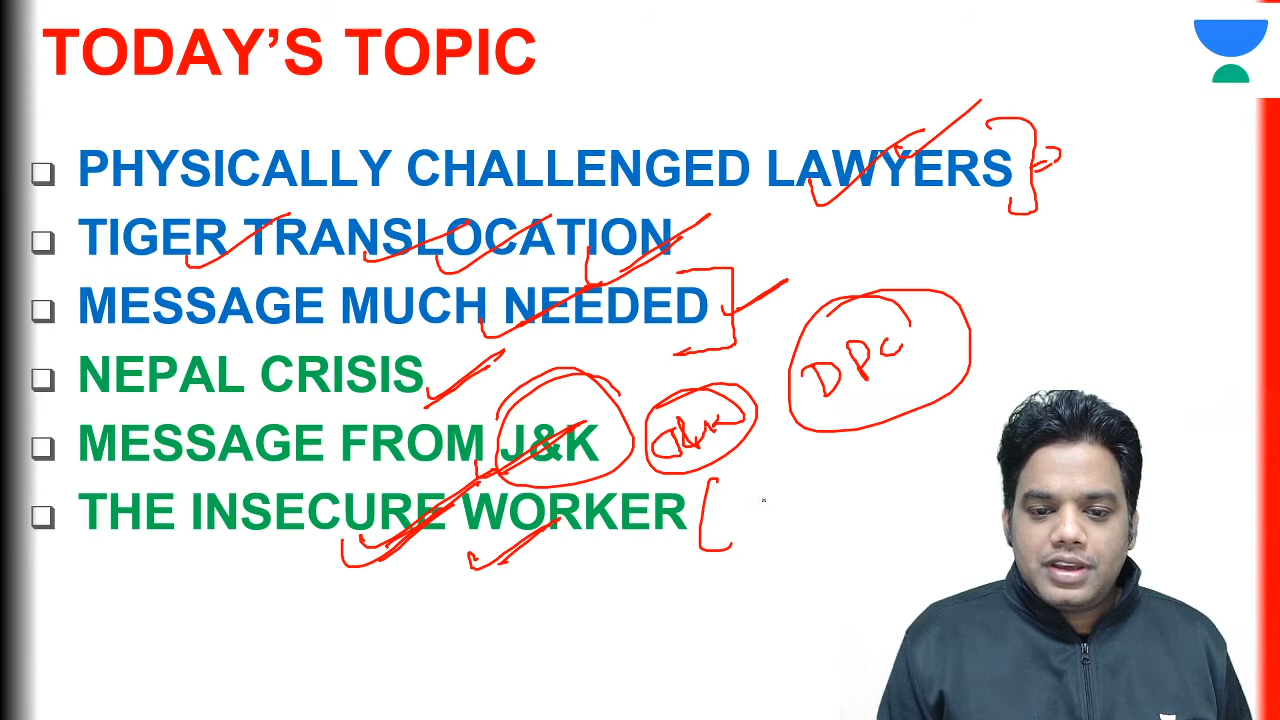 TODAY’S TOPIC
PHYSICALLY CHALLENGED LAWYERS
TIGER TRANSLOCATION
MESSAGE MUCH NEEDED
NEPAL CRISIS
DPC
MESSAGE FROM J&K
J&K
THE INSECURE WORKER